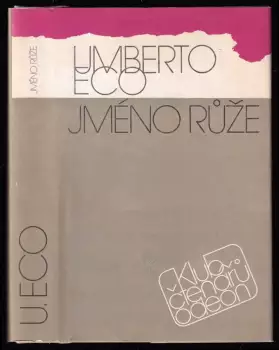 JMÉNO RŮŽE
U. ECO
UMBERTO
ECO
JMÉNO RŮŽE
Klub
čtenářů
odeon